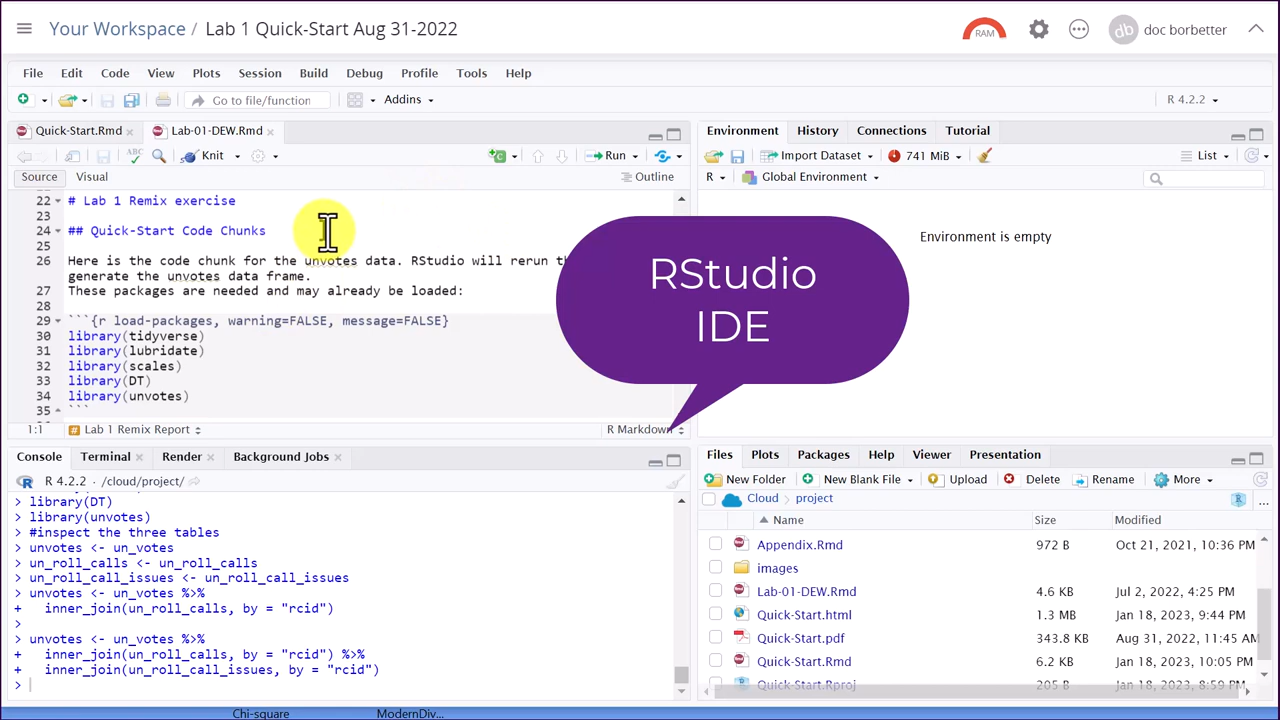 Your Workspace / Lab 1 Quick-Start Aug 31-2022
RAM
db
doc borbetter
File Edit Code View Plots Session Build Debug Profile Tools Help
Go to file/function
Addins
R 4.2.2
Quick-Start.Rmd
Lab-01-DEW.Rmd
ABC
Knit
Run
Source
Visual
Outline
22 # Lab 1 Remix exercise
23
24 ## Quick-Start Code Chunks
25
26 Here is the code chunk for the unvotes data. RStudio will rerun
generate the unvotes data frame.
27 These packages are needed and may already be loaded:
28
29 ```{r load-packages, warning=FALSE, message=FALSE}
30 library(tidyverse)
31 library(lubridate)
32 library(scales)
33 library(DT)
34 library(unvotes)
35 ```
1:1
# Lab 1 Remix Report
R Markdown
RStudio
IDE
Environment History Connections Tutorial
Import Dataset
741 MiB
List
R
Global Environment
Environment is empty
Console Terminal Render Background Jobs
R 4.2.2 · /cloud/project/
> library(DT)
> library(unvotes)
> #inspect the three tables
> unvotes <- un_votes
> un_roll_calls <- un_roll_calls
> un_roll_call_issues <- un_roll_call_issues
> unvotes <- un_votes %>%
+ inner_join(un_roll_calls, by = "rcid")
>
> unvotes <- un_votes %>%
+ inner_join(un_roll_calls, by = "rcid") %>%
+ inner_join(un_roll_call_issues, by = "rcid")
>
Files Plots Packages Help Viewer Presentation
New Folder New Blank File Upload Delete Rename More
Cloud > project
...
Name Size Modified
Appendix.Rmd 972 B Oct 21, 2021, 10:36 PM
images
Lab-01-DEW.Rmd 4.6 KB Jul 2, 2022, 4:25 PM
Quick-Start.html 1.3 MB Jan 18, 2023, 9:44 PM
Quick-Start.pdf 343.8 KB Aug 31, 2022, 11:45 AM
Quick-Start.Rmd 6.2 KB Jan 18, 2023, 10:05 PM
Quick-Start.Rproj 205 B Jan 18, 2023, 8:59 PM
Chi-square
ModernDiv...